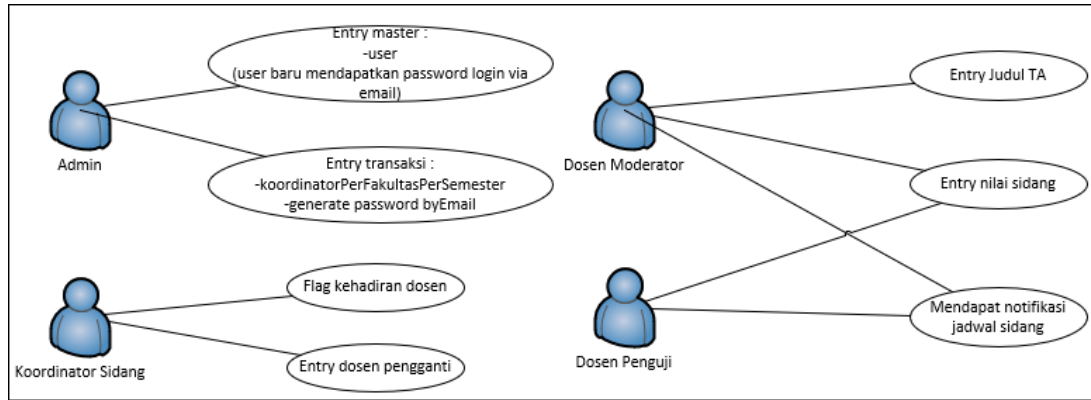 Entry master :
-user
(user baru mendapatkan password login via
email)
Admin
Entry transaksi :
-koordinatorPerFakultasPerSemester
-generate password byEmail
Flag kehadiran dosen
Koordinator Sidang
Entry dosen pengganti
Entry Judul TA
Dosen Moderator
Entry nilai sidang
Mendapat notifikasi
jadwal sidang
Dosen Penguji